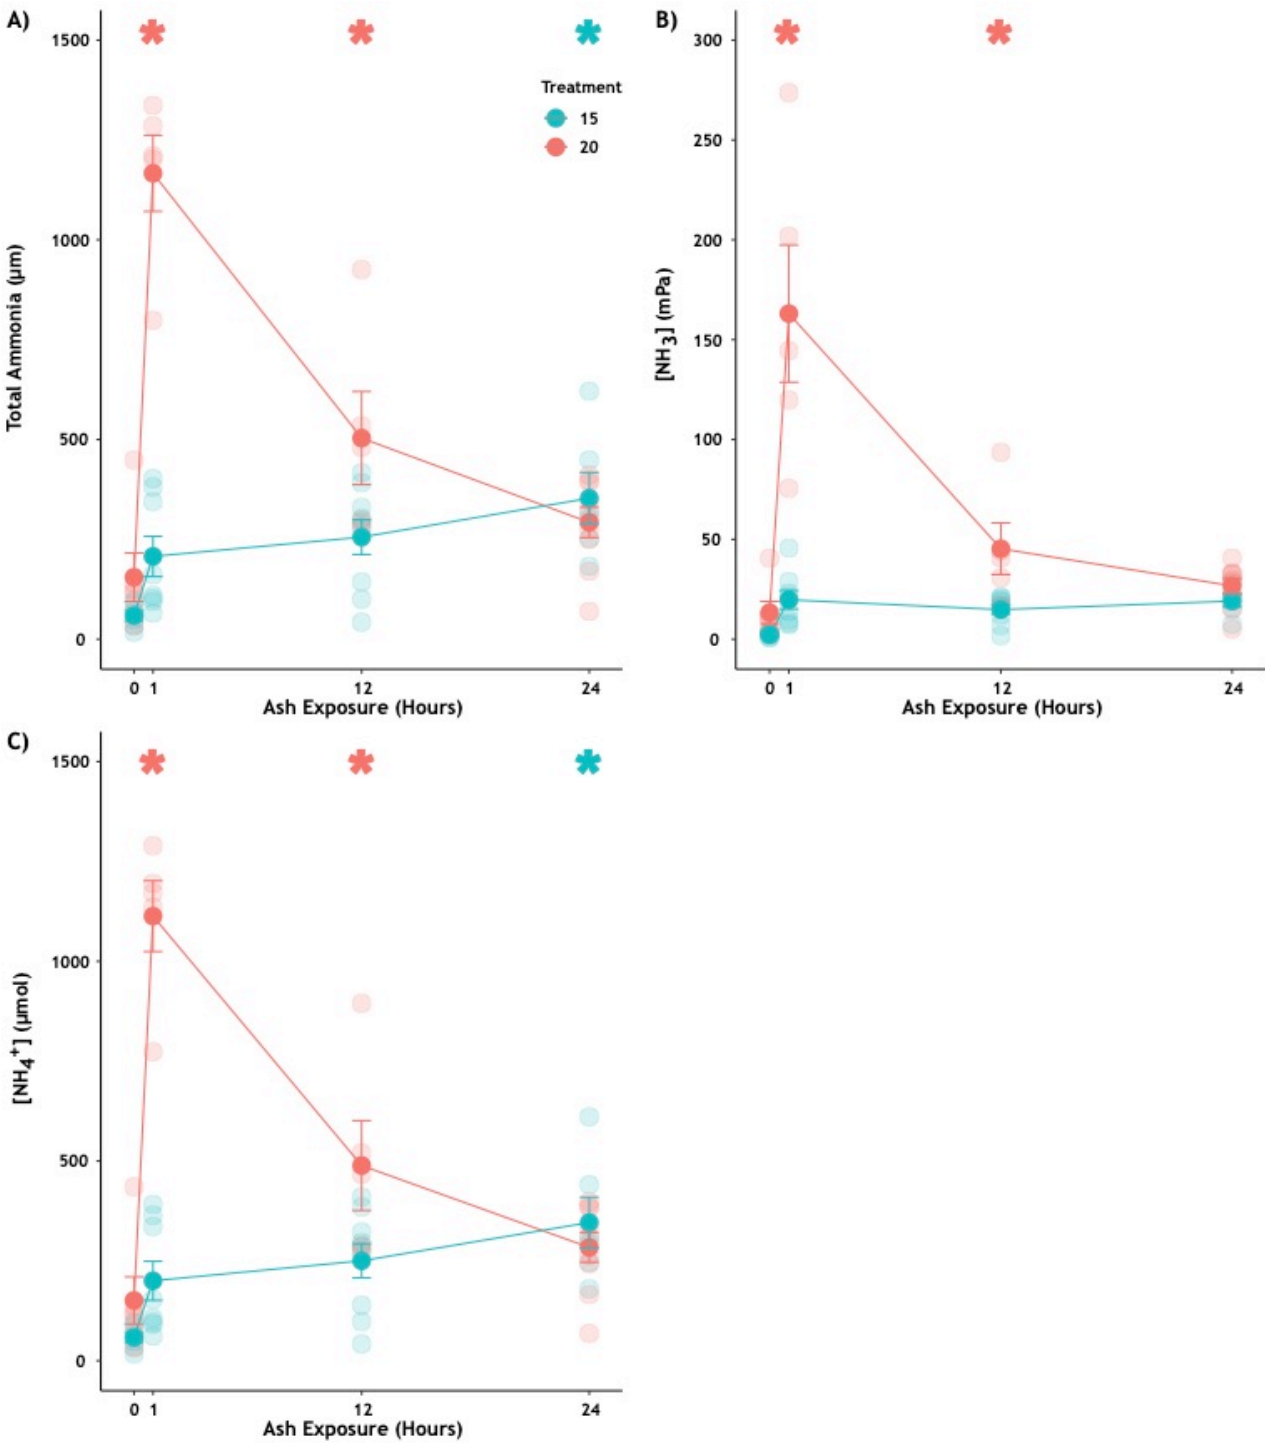 A)
*
*
*
1500
1000
500
0
Total Ammonia (µm)
Treatment
15
20
0 1 12 24
Ash Exposure (Hours)
B)
*
*
300
250
200
150
100
50
0
[NH3] (mPa)
0 1 12 24
Ash Exposure (Hours)
C)
*
*
*
1500
1000
500
0
[NH4+] (µmol)
0 1 12 24
Ash Exposure (Hours)